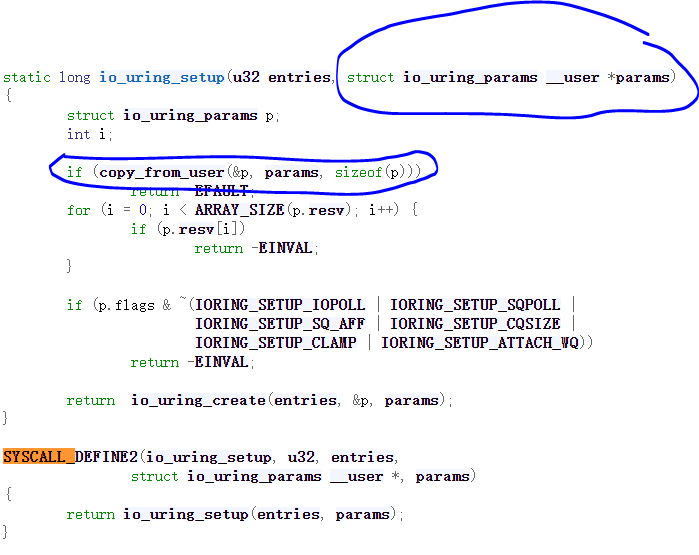 static long io_uring_setup(u32 entries, struct io_uring_params __user *params)
{
struct io_uring_params p;
int i;
if (copy_from_user(&p, params, sizeof(p)))
return -EFAULT;
for (i = 0; i < ARRAY_SIZE(p.resv); i++) {
if (p.resv[i])
return -EINVAL;
}
if (p.flags & ~(IORING_SETUP_IOPOLL | IORING_SETUP_SQPOLL |
IORING_SETUP_SQ_AFF | IORING_SETUP_CQSIZE |
IORING_SETUP_CLAMP | IORING_SETUP_ATTACH_WQ))
return -EINVAL;
return io_uring_create(entries, &p, params);
}
SYSCALL_DEFINE2(io_uring_setup, u32, entries,
struct io_uring_params __user *, params)
{
return io_uring_setup(entries, params);
}